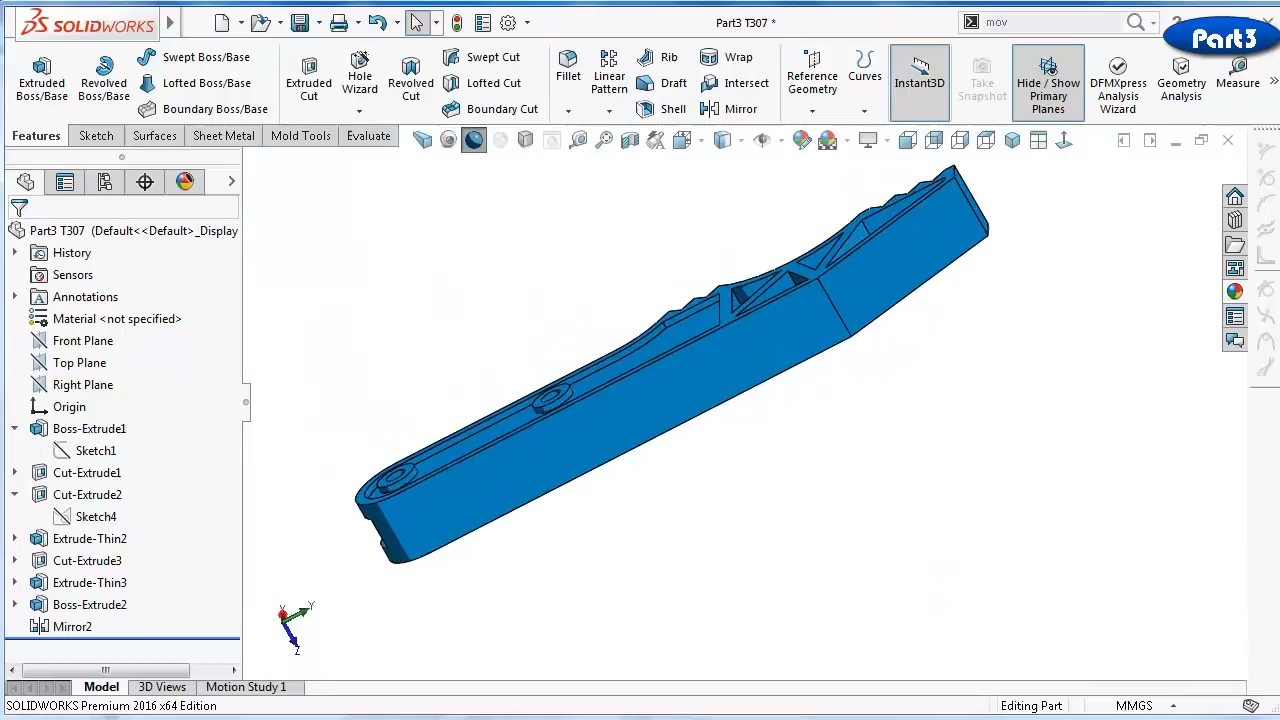 SOLIDWORKS
Part3 T307 *
mov
?
Part3
Extruded Boss/Base
Revolved Boss/Base
Swept Boss/Base
Lofted Boss/Base
Boundary Boss/Base
Extruded Cut
Hole Wizard
Revolved Cut
Swept Cut
Lofted Cut
Boundary Cut
Fillet
Linear Pattern
Rib
Draft
Shell
Wrap
Intersect
Mirror
Reference Geometry
Curves
Instant3D
Take Snapshot
Hide / Show Primary Planes
DFMXpress Analysis Wizard
Geometry Analysis
Measure
Features
Sketch
Surfaces
Sheet Metal
Mold Tools
Evaluate
Part3 T307 (Default<<Default>_Display
History
Sensors
Annotations
Material <not specified>
Front Plane
Top Plane
Right Plane
Origin
Boss-Extrude1
Sketch1
Cut-Extrude1
Cut-Extrude2
Sketch4
Extrude-Thin2
Cut-Extrude3
Extrude-Thin3
Boss-Extrude2
Mirror2
Y
Z
Model
3D Views
Motion Study 1
SOLIDWORKS Premium 2016 x64 Edition
Editing Part
MMGS